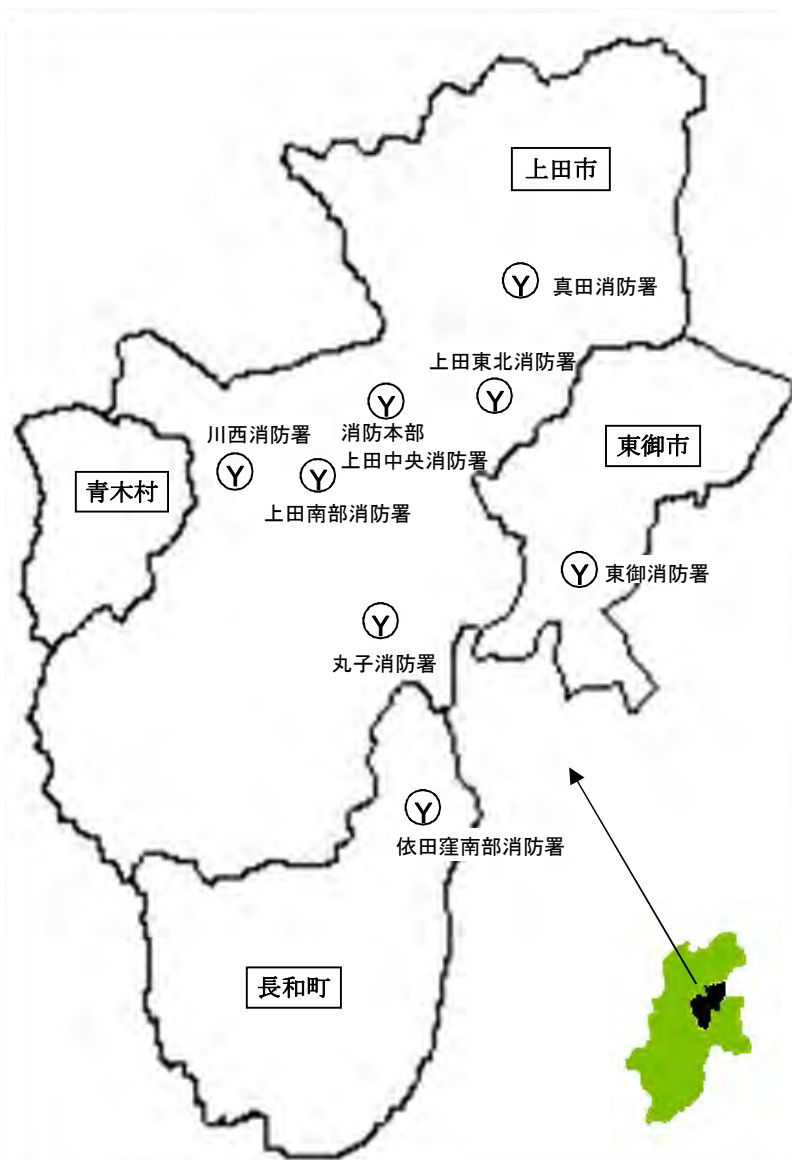 上田市
真田消防署
上田東北消防署
東御市
川西消防署
消防本部
上田中央消防署
青木村
上田南部消防署
東御消防署
丸子消防署
依田窪南部消防署
長和町